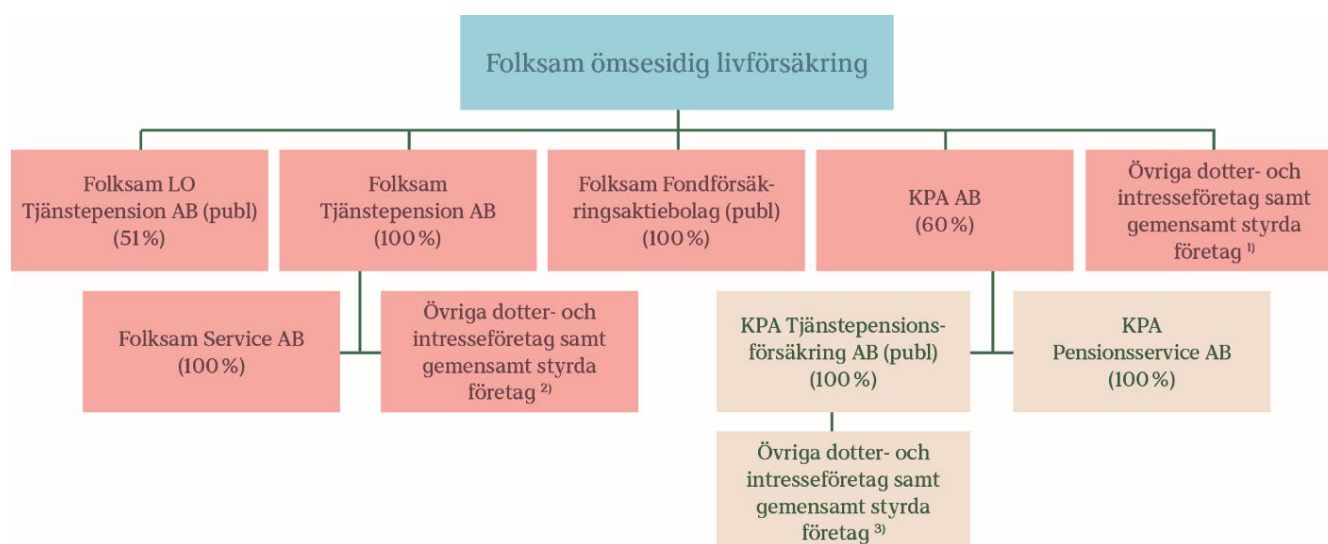 Folksam ömsesidig livförsäkring
Folksam LO
Tjänstepension AB (publ)
(51 %)
Folksam
Tjänstepension AB
(100 %)
Folksam Fondförsäk-
ringsaktiebolag (publ)
(100 %)
KPA AB
(60 %)
Övriga dotter- och
intresseföretag samt
gemensamt styrda
företag ¹⁾
Folksam Service AB
(100 %)
Övriga dotter- och
intresseföretag samt
gemensamt styrda
företag ²⁾
KPA Tjänstepensions-
försäkring AB (publ)
(100 %)
KPA
Pensionsservice AB
(100 %)
Övriga dotter- och
intresseföretag samt
gemensamt styrda
företag ³⁾